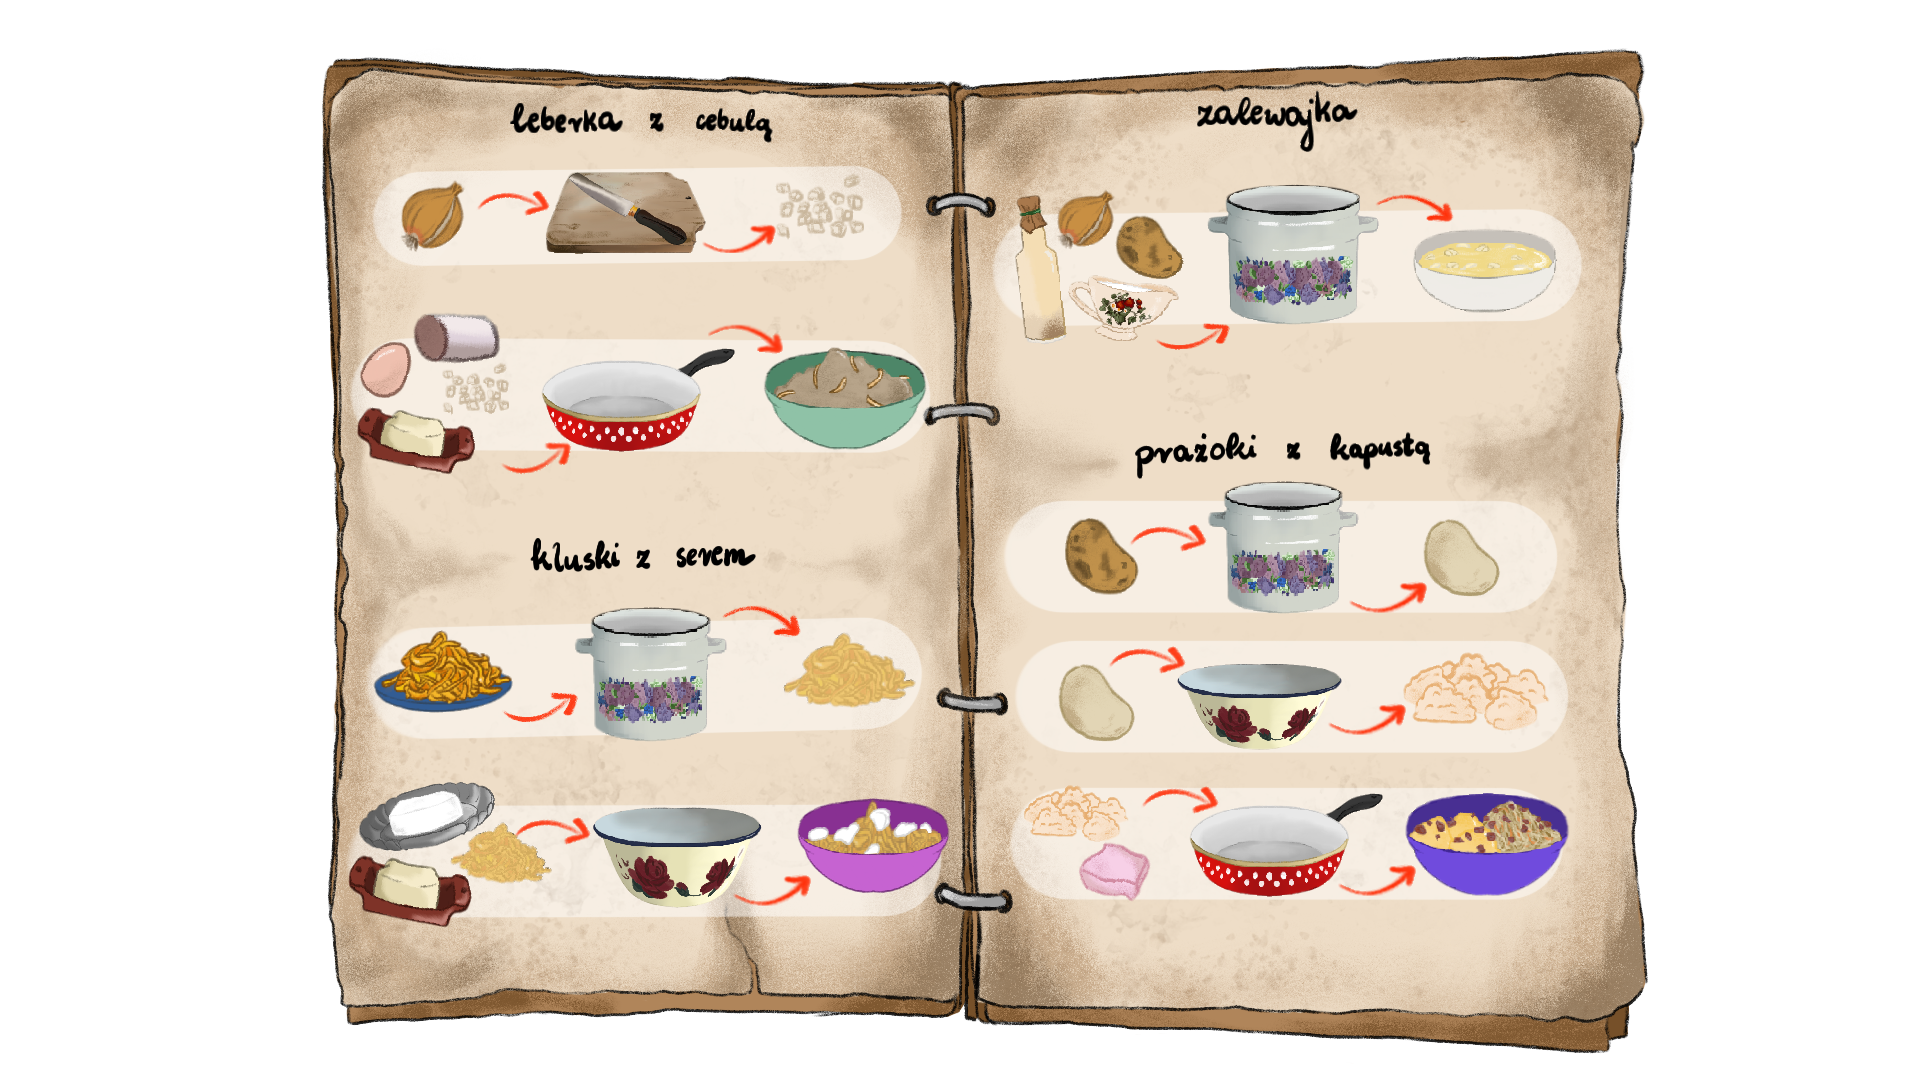 leberka z cebulą
kluski z serem
zalewajka
prażoki z kapustą